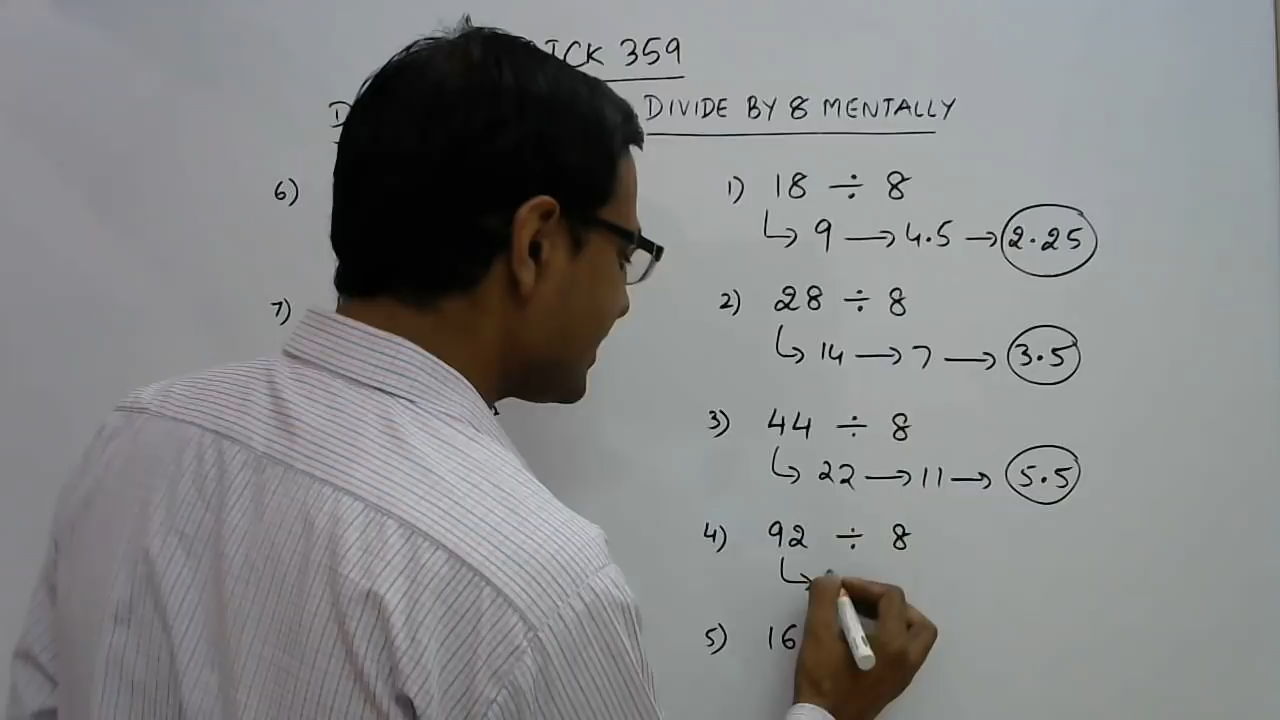 359
DIVIDE BY 8 MENTALLY
6)
7)
1) 18 ÷ 8
↳ 9 → 4.5 → 2.25
2) 28 ÷ 8
↳ 14 → 7 → 3.5
3) 44 ÷ 8
↳ 22 → 11 → 5.5
4) 92 ÷ 8
↳
5) 16